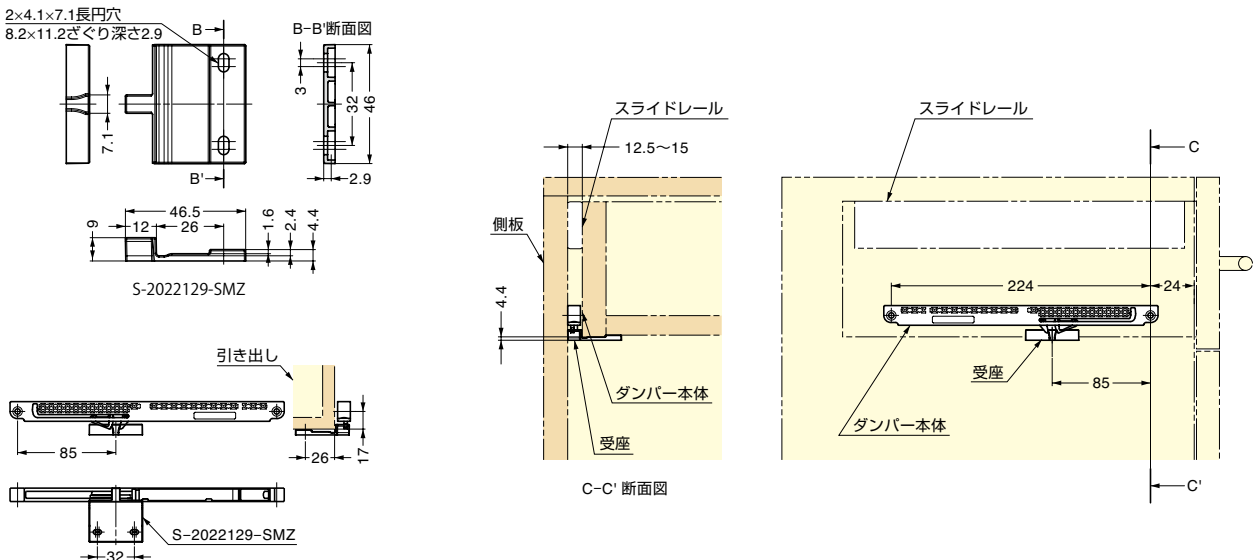 2×4.1×7.1長円穴
8.2×11.2ざぐり深さ2.9
B
B-B'断面図
3
32
46
7.1
B'
2.9
46.5
12
26
9
1.6
2.4
4.4
S-2022129-SMZ
引き出し
85
26
17
S-2022129-SMZ
32
スライドレール
12.5〜15
側板
4.4
ダンパー本体
受座
C-C' 断面図
スライドレール
C
224
24
受座
85
ダンパー本体
C'